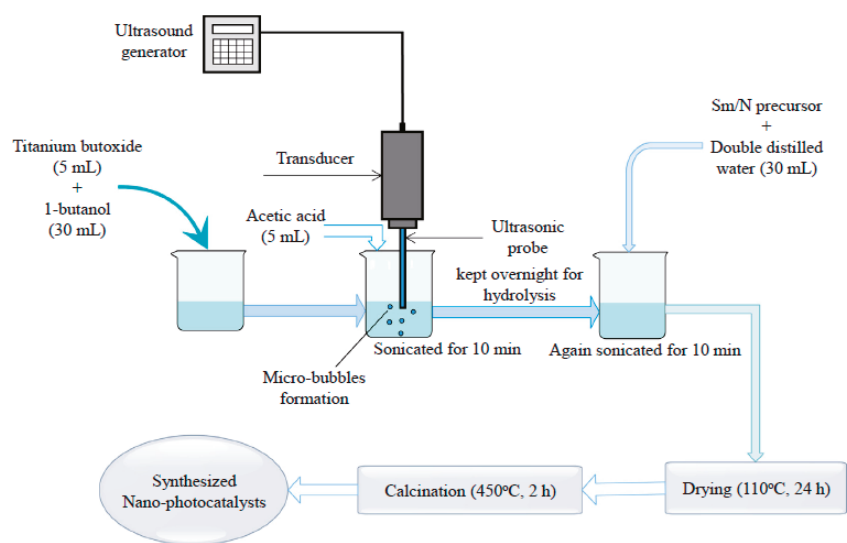 Ultrasound
generator
Titanium butoxide
(5 mL)
+
1-butanol
(30 mL)
Transducer
Acetic acid
(5 mL)
Ultrasonic
probe
Sm/N precursor
+
Double distilled
water (30 mL)
kept overnight for
hydrolysis
Sonicated for 10 min
Again sonicated for 10 min
Micro-bubbles
formation
Synthesized
Nano-photocatalysts
Calcination (450°C, 2 h)
Drying (110°C, 24 h)